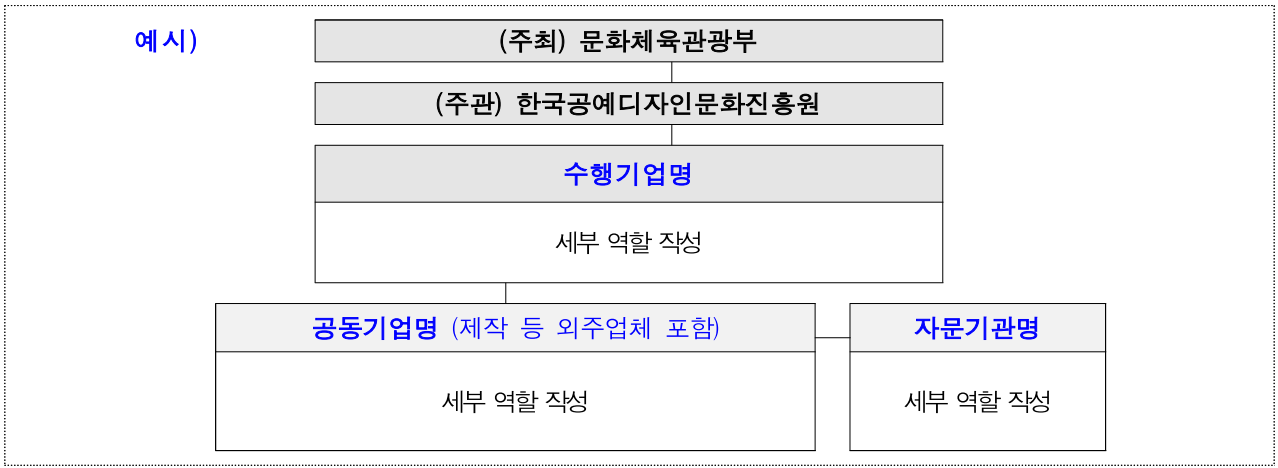 예시)
(주최) 문화체육관광부
(주관) 한국공예디자인문화진흥원
수행기업명
세부 역할 작성
공동기업명 (제작 등 외주업체 포함)
자문기관명
세부 역할 작성
세부 역할 작성